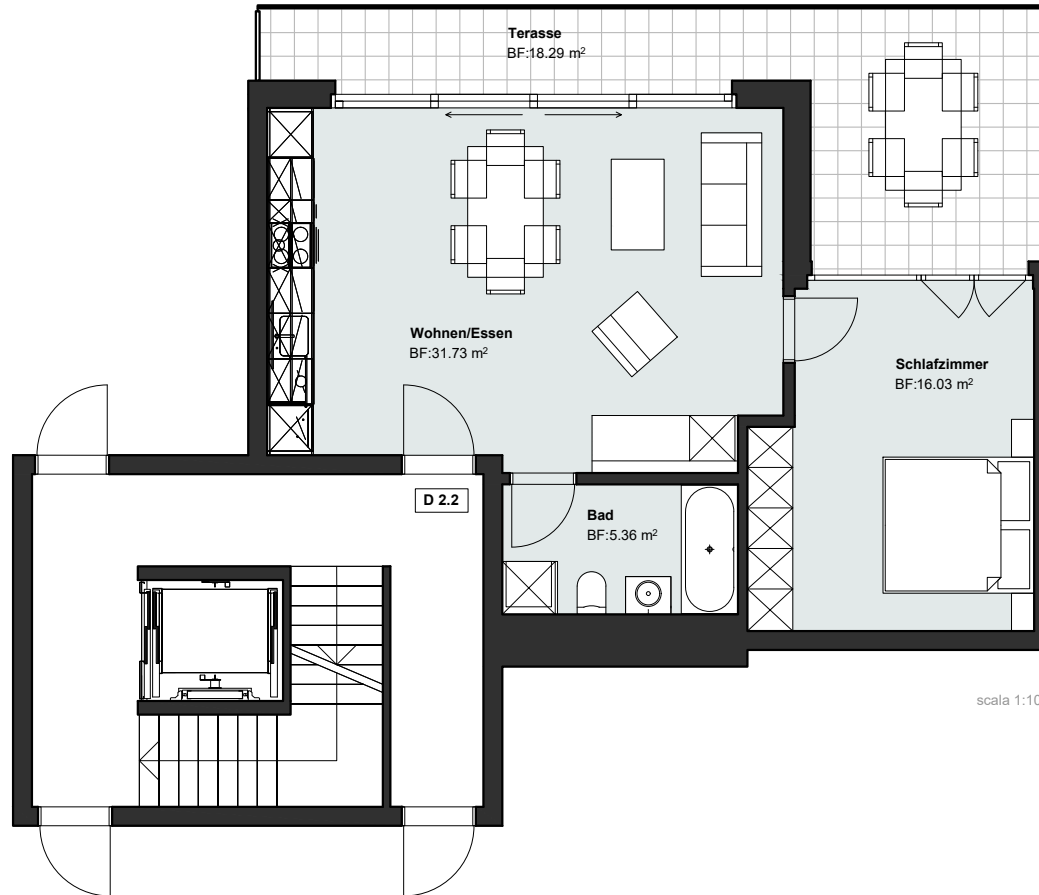 Terasse
BF:18.29 m²
Wohnen/Essen
BF:31.73 m²
Schlafzimmer
BF:16.03 m²
D 2.2
Bad
BF:5.36 m²
scala 1:10